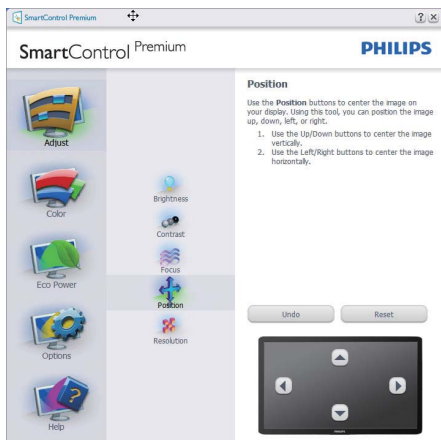 SmartControl Premium
? ×
SmartControl Premium
PHILIPS
Adjust
Color
Eco Power
Options
Help
Brightness
Contrast
Focus
Position
Resolution
Position
Use the Position buttons to center the image on
your display. Using this tool, you can position the image
up, down, left, or right.
1. Use the Up/Down buttons to center the image
vertically.
2. Use the Left/Right buttons to center the image
horizontally.
Undo
Reset
PHILIPS